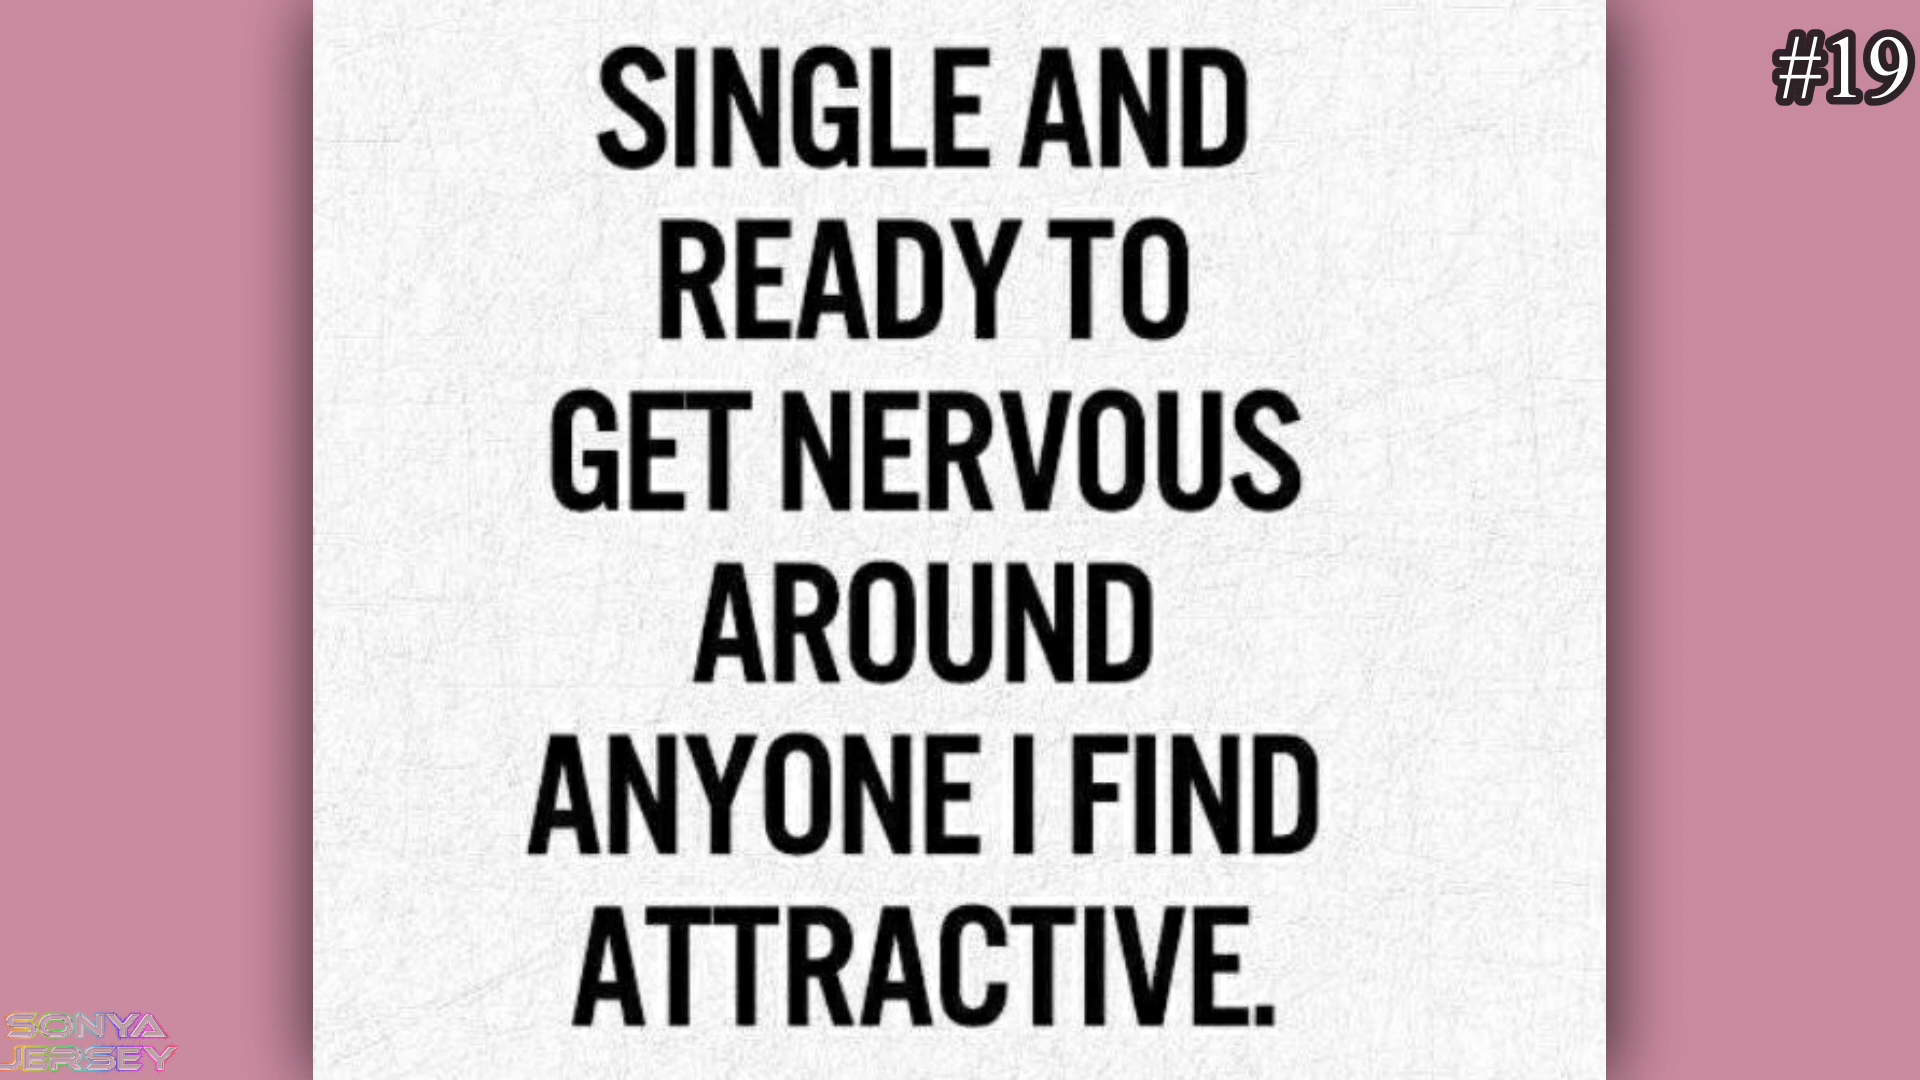 SINGLE AND
READY TO
GET NERVOUS
AROUND
ANYONE I FIND
ATTRACTIVE.
#19
SONYA
JERSEY